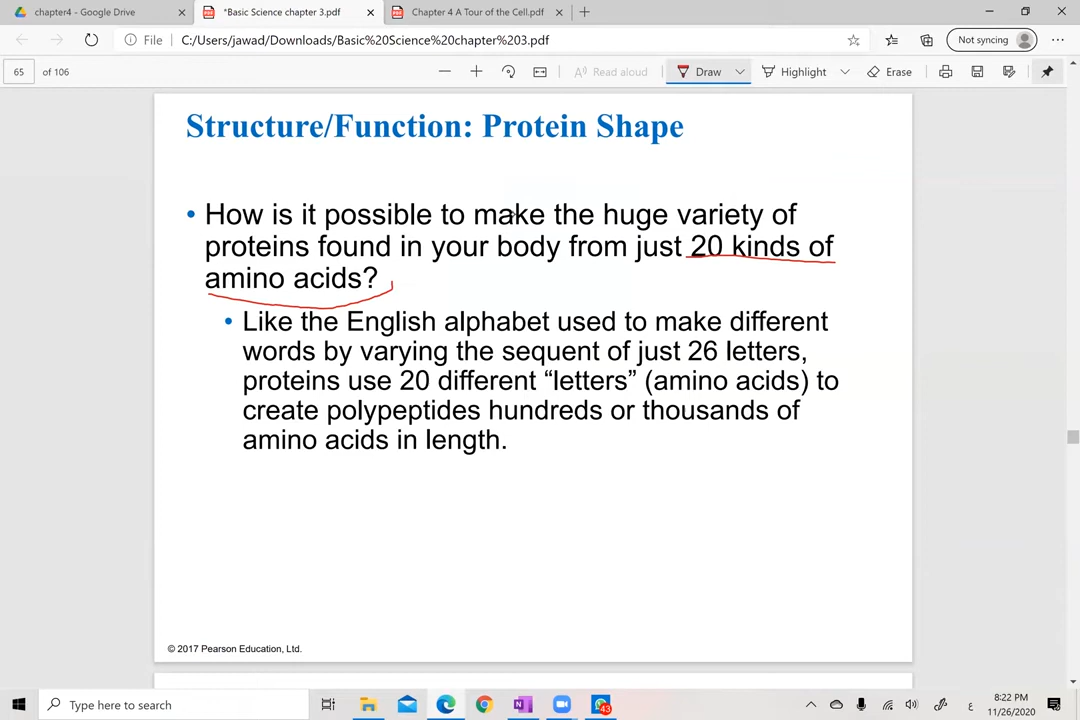 chapter4 - Google Drive
*Basic Science chapter 3.pdf
Chapter 4 A Tour of the Cell.pdf
File
C:/Users/jawad/Downloads/Basic%20Science%20chapter%203.pdf
Not syncing
65
of 106
Read aloud
Draw
Highlight
Erase
Structure/Function: Protein Shape
• How is it possible to make the huge variety of
proteins found in your body from just 20 kinds of
amino acids?
• Like the English alphabet used to make different
words by varying the sequent of just 26 letters,
proteins use 20 different “letters” (amino acids) to
create polypeptides hundreds or thousands of
amino acids in length.
© 2017 Pearson Education, Ltd.
Type here to search
43
ع
8:22 PM
11/26/2020